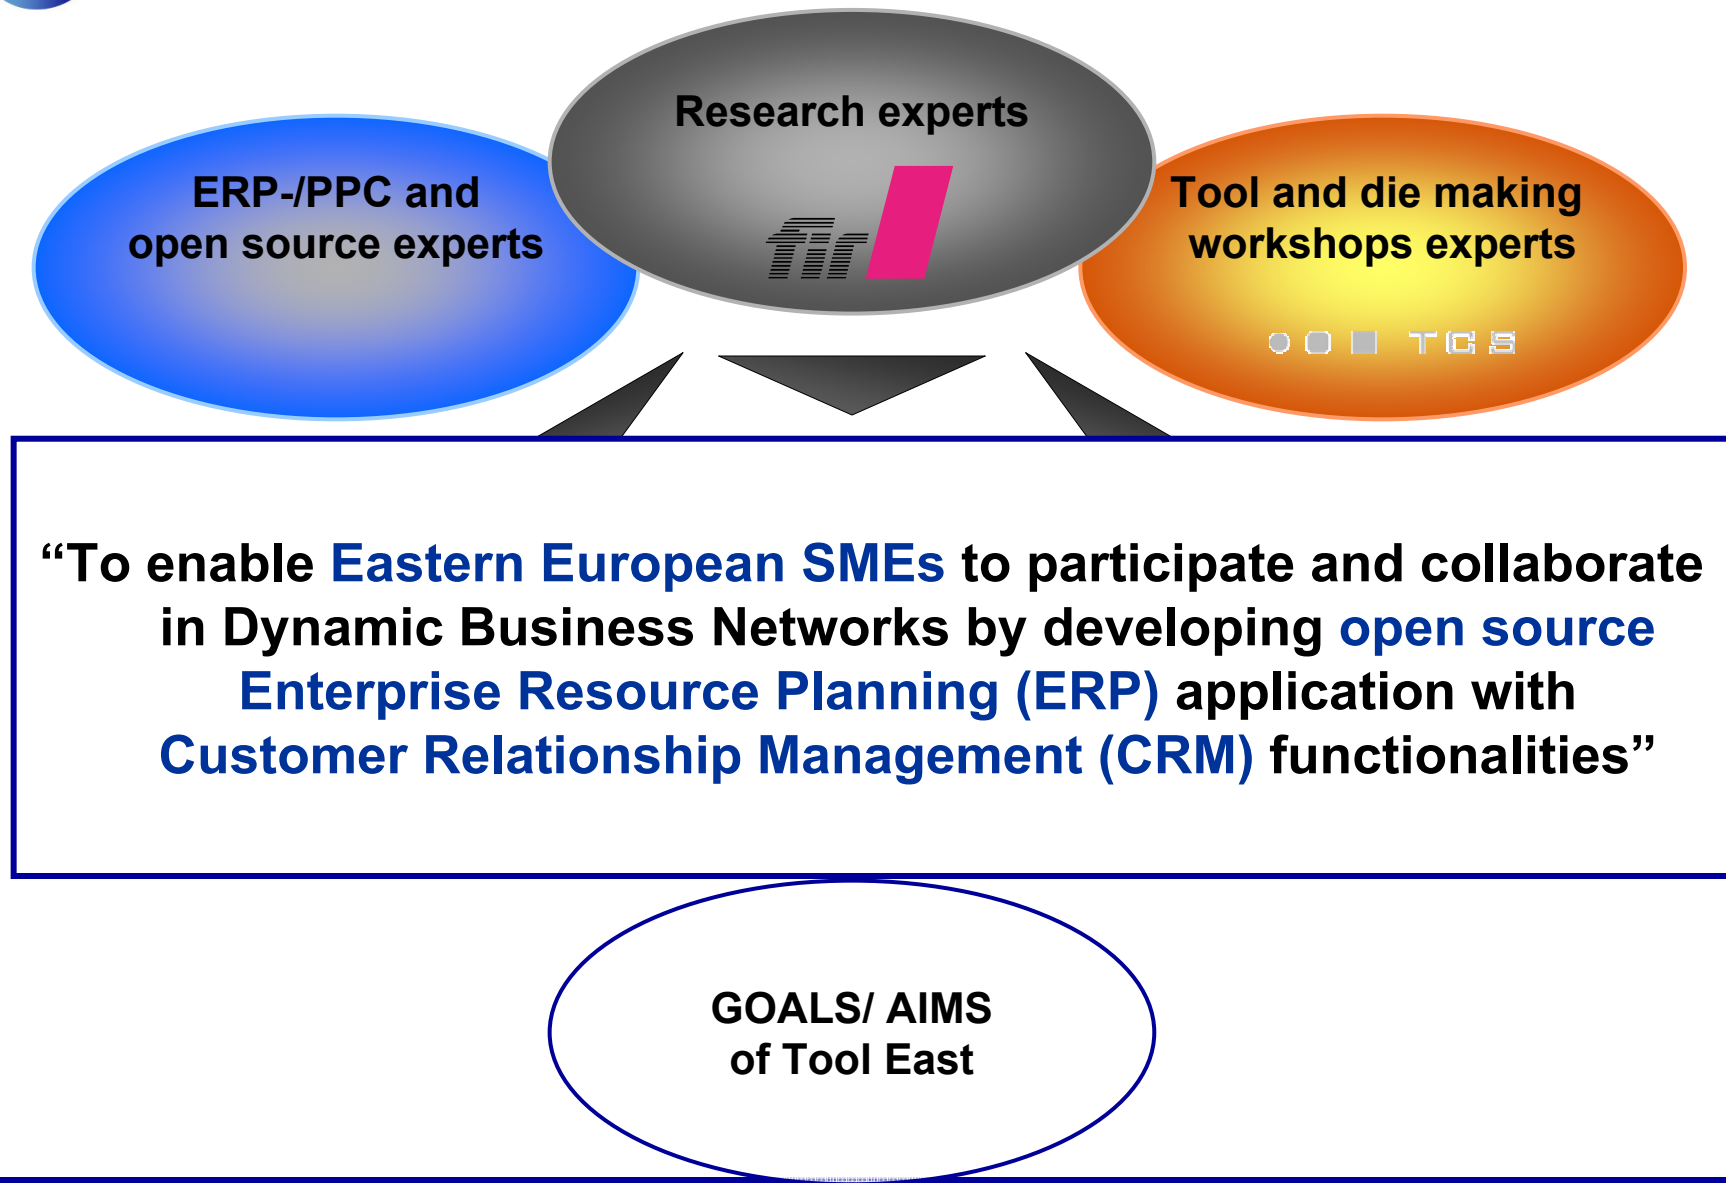 Research experts
fir
ERP-/PPC and
open source experts
Tool and die making
workshops experts
TCS
“To enable Eastern European SMEs to participate and collaborate
in Dynamic Business Networks by developing open source
Enterprise Resource Planning (ERP) application with
Customer Relationship Management (CRM) functionalities”
GOALS/ AIMS
of Tool East